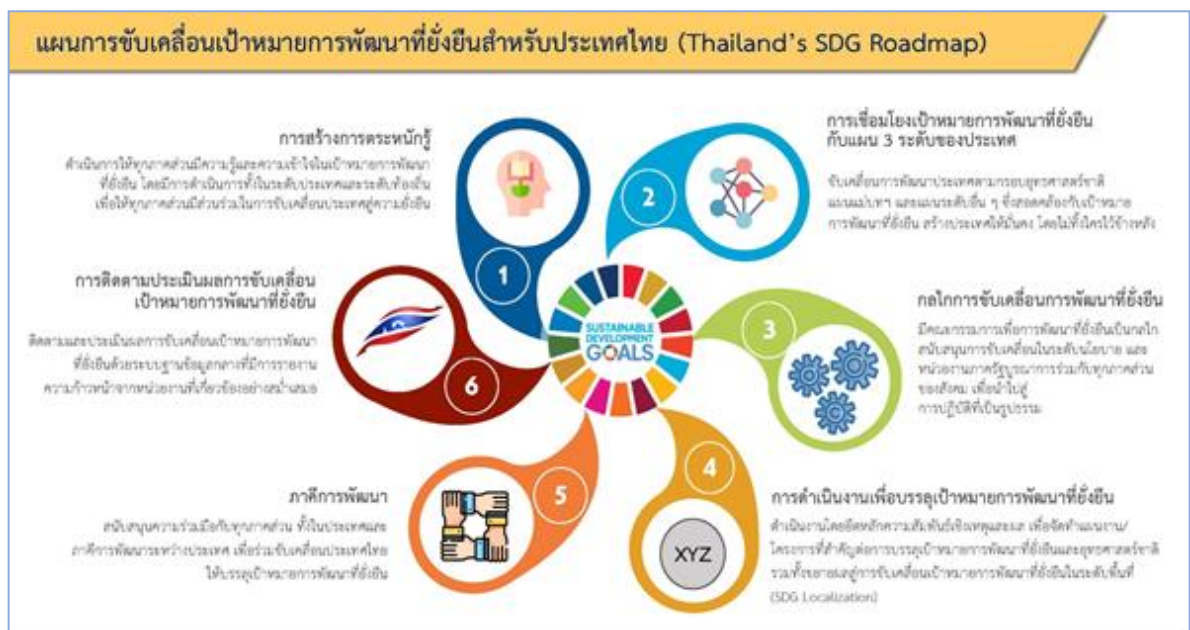 แผนการขับเคลื่อนเป้าหมายการพัฒนาที่ยั่งยืนสำหรับประเทศไทย (Thailand's SDG Roadmap)
การสร้างการตระหนักรู้
ดำเนินการให้ทุกภาคส่วนมีความรู้และความเข้าใจในเป้าหมายการพัฒนา
ที่ยั่งยืน โดยมีการดำเนินการทั้งในระดับประเทศและระดับท้องถิ่น
เพื่อให้ทุกภาคส่วนมีส่วนร่วมในการขับเคลื่อนประเทศสู่ความยั่งยืน
1
การเชื่อมโยงเป้าหมายการพัฒนาที่ยั่งยืน
กับแผน 3 ระดับของประเทศ
ขับเคลื่อนการพัฒนาประเทศตามกรอบยุทธศาสตร์ชาติ
แผนแม่บทฯ และแผนระดับอื่น ๆ ซึ่งสอดคล้องกับเป้าหมาย
การพัฒนาที่ยั่งยืน สร้างประเทศให้มั่นคง โดยไม่ทิ้งใครไว้ข้างหลัง
2
กลไกการขับเคลื่อนการพัฒนาที่ยั่งยืน
มีคณะกรรมการเพื่อการพัฒนาที่ยั่งยืนเป็นกลไก
สนับสนุนการขับเคลื่อนในระดับนโยบาย และ
หน่วยงานภาครัฐบูรณาการร่วมกับทุกภาคส่วน
ของสังคม เพื่อนำไปสู่
การปฏิบัติที่เป็นรูปธรรม
3
การดำเนินงานเพื่อบรรลุเป้าหมายการพัฒนาที่ยั่งยืน
ดำเนินงานโดยยึดหลักความสัมพันธ์เชิงเหตุและผล เพื่อจัดทำแผนงาน/
โครงการที่สำคัญต่อการบรรลุเป้าหมายการพัฒนาที่ยั่งยืนและยุทธศาสตร์ชาติ
รวมทั้งขยายผลสู่การขับเคลื่อนเป้าหมายการพัฒนาที่ยั่งยืนในระดับพื้นที่
(SDG Localization)
4
XYZ
ภาคีการพัฒนา
สนับสนุนความร่วมมือกับทุกภาคส่วน ทั้งในประเทศและ
ภาคีการพัฒนาระหว่างประเทศ เพื่อร่วมขับเคลื่อนประเทศไทย
ให้บรรลุเป้าหมายการพัฒนาที่ยั่งยืน
5
การติดตามประเมินผลการขับเคลื่อน
เป้าหมายการพัฒนาที่ยั่งยืน
ติดตามและประเมินผลการขับเคลื่อนเป้าหมายการพัฒนา
ที่ยั่งยืนด้วยระบบฐานข้อมูลกลางที่มีการรายงาน
ความก้าวหน้าจากหน่วยงานที่เกี่ยวข้องอย่างสม่ำเสมอ
6
SUSTAINABLE
DEVELOPMENT
GOALS